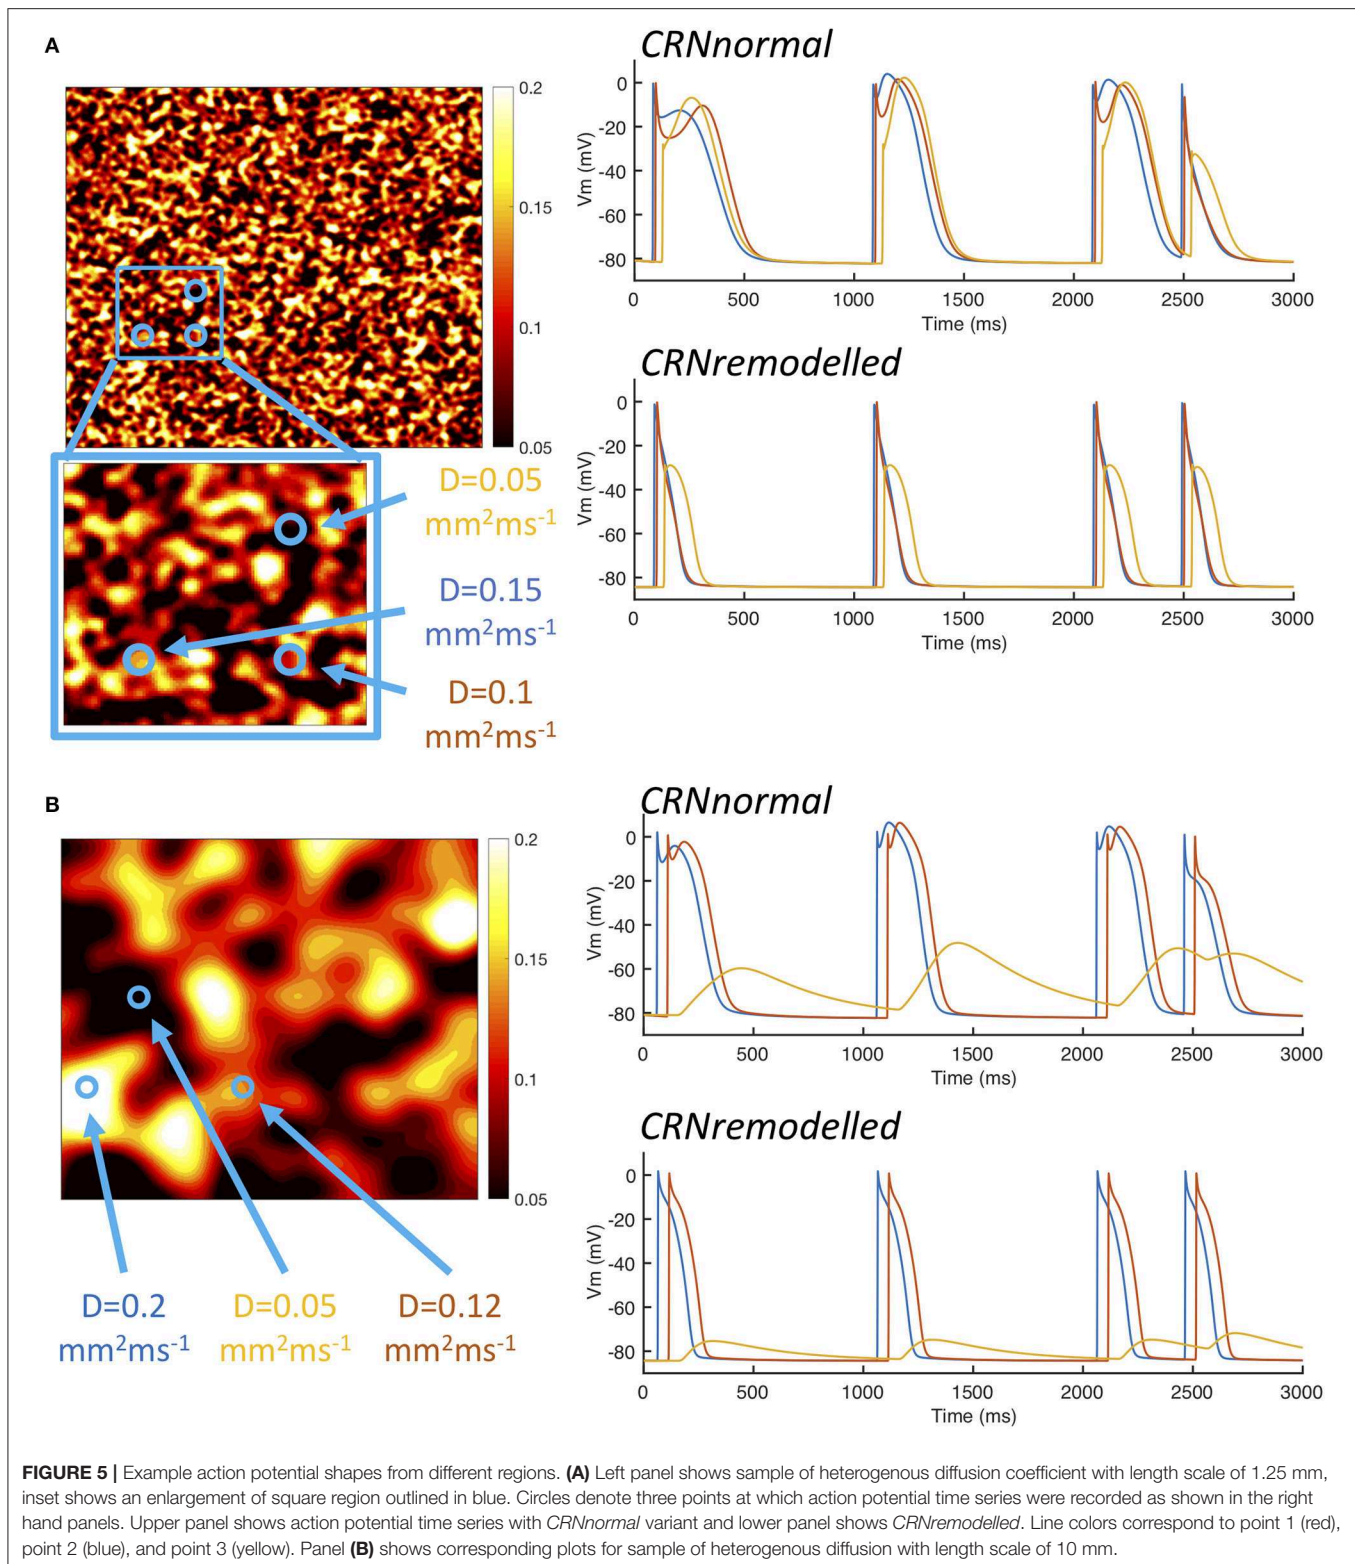 A
0.2
0.15
0.1
0.05
D=0.05
mm²ms⁻¹
D=0.15
mm²ms⁻¹
D=0.1
mm²ms⁻¹
CRNnormal
0
-20
-40
-60
-80
Vm (mV)
0 500 1000 1500 2000 2500 3000
Time (ms)
CRNremodelled
0
-20
-40
-60
-80
Vm (mV)
0 500 1000 1500 2000 2500 3000
Time (ms)
B
0.2
0.15
0.1
0.05
D=0.2
mm²ms⁻¹
D=0.05
mm²ms⁻¹
D=0.12
mm²ms⁻¹
CRNnormal
0
-20
-40
-60
-80
Vm (mV)
0 500 1000 1500 2000 2500 3000
Time (ms)
CRNremodelled
0
-20
-40
-60
-80
Vm (mV)
0 500 1000 1500 2000 2500 3000
Time (ms)
FIGURE 5 | Example action potential shapes from different regions. (A) Left panel shows sample of heterogenous diffusion coefficient with length scale of 1.25 mm,
inset shows an enlargement of square region outlined in blue. Circles denote three points at which action potential time series were recorded as shown in the right
hand panels. Upper panel shows action potential time series with CRNnormal variant and lower panel shows CRNremodelled. Line colors correspond to point 1 (red),
point 2 (blue), and point 3 (yellow). Panel (B) shows corresponding plots for sample of heterogenous diffusion with length scale of 10 mm.